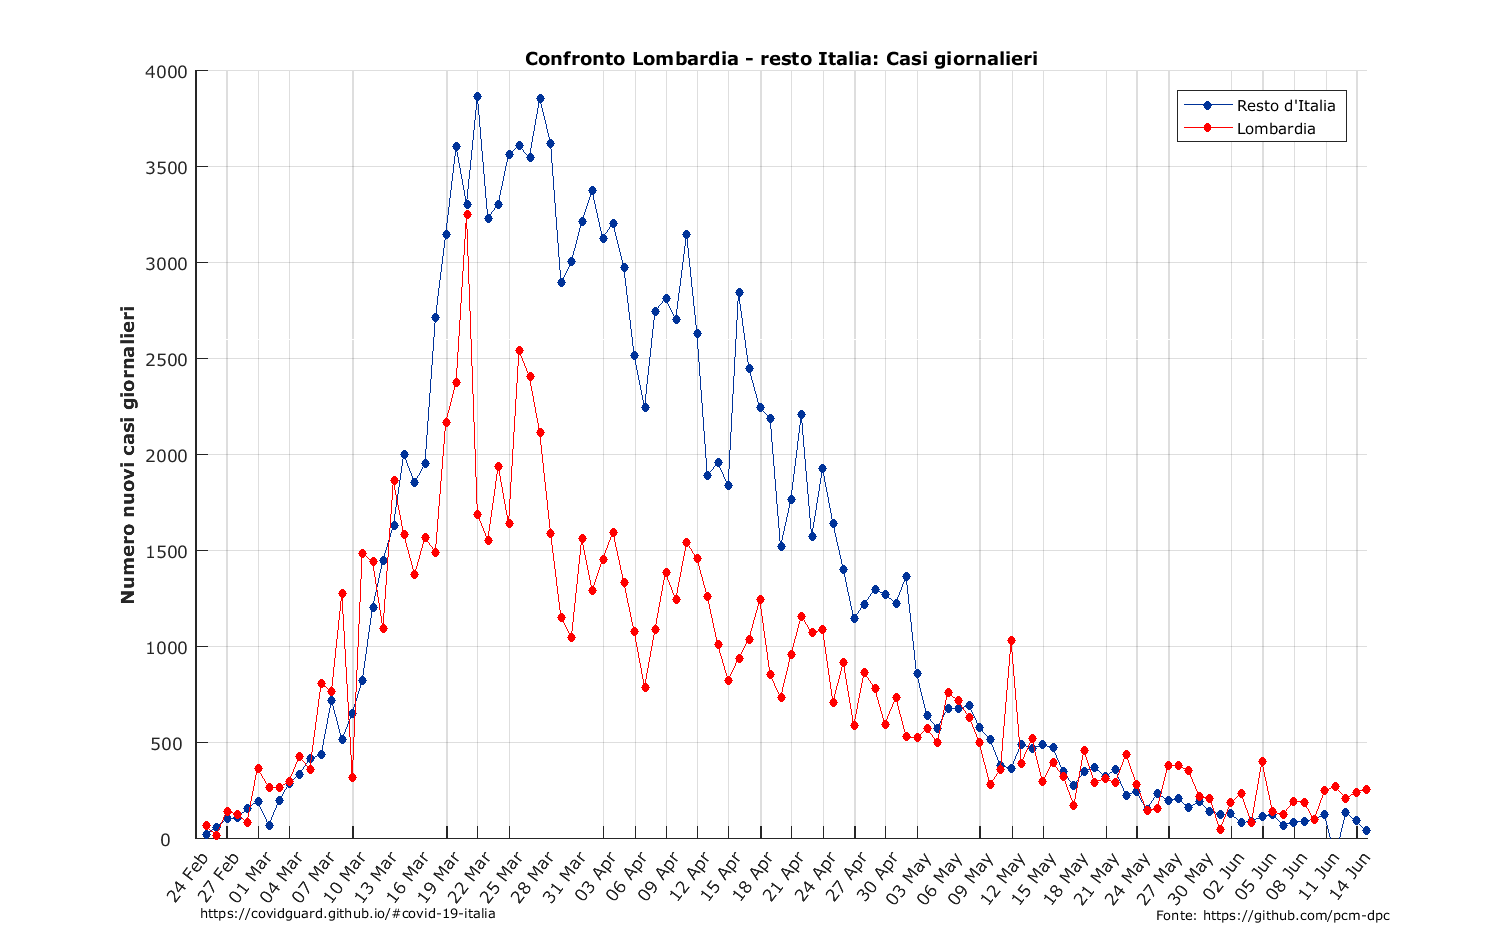 Confronto Lombardia - resto Italia: Casi giornalieri
Numero nuovi casi giornalieri
4000
3500
3000
2500
2000
1500
1000
500
0
Resto d'Italia
Lombardia
24 Feb
27 Feb
01 Mar
04 Mar
07 Mar
10 Mar
13 Mar
16 Mar
19 Mar
22 Mar
25 Mar
28 Mar
31 Mar
03 Apr
06 Apr
09 Apr
12 Apr
15 Apr
18 Apr
21 Apr
24 Apr
27 Apr
30 Apr
03 May
06 May
09 May
12 May
15 May
18 May
21 May
24 May
27 May
30 May
02 Jun
05 Jun
08 Jun
11 Jun
14 Jun
https://covidguard.github.io/#covid-19-italia
Fonte: https://github.com/pcm-dpc